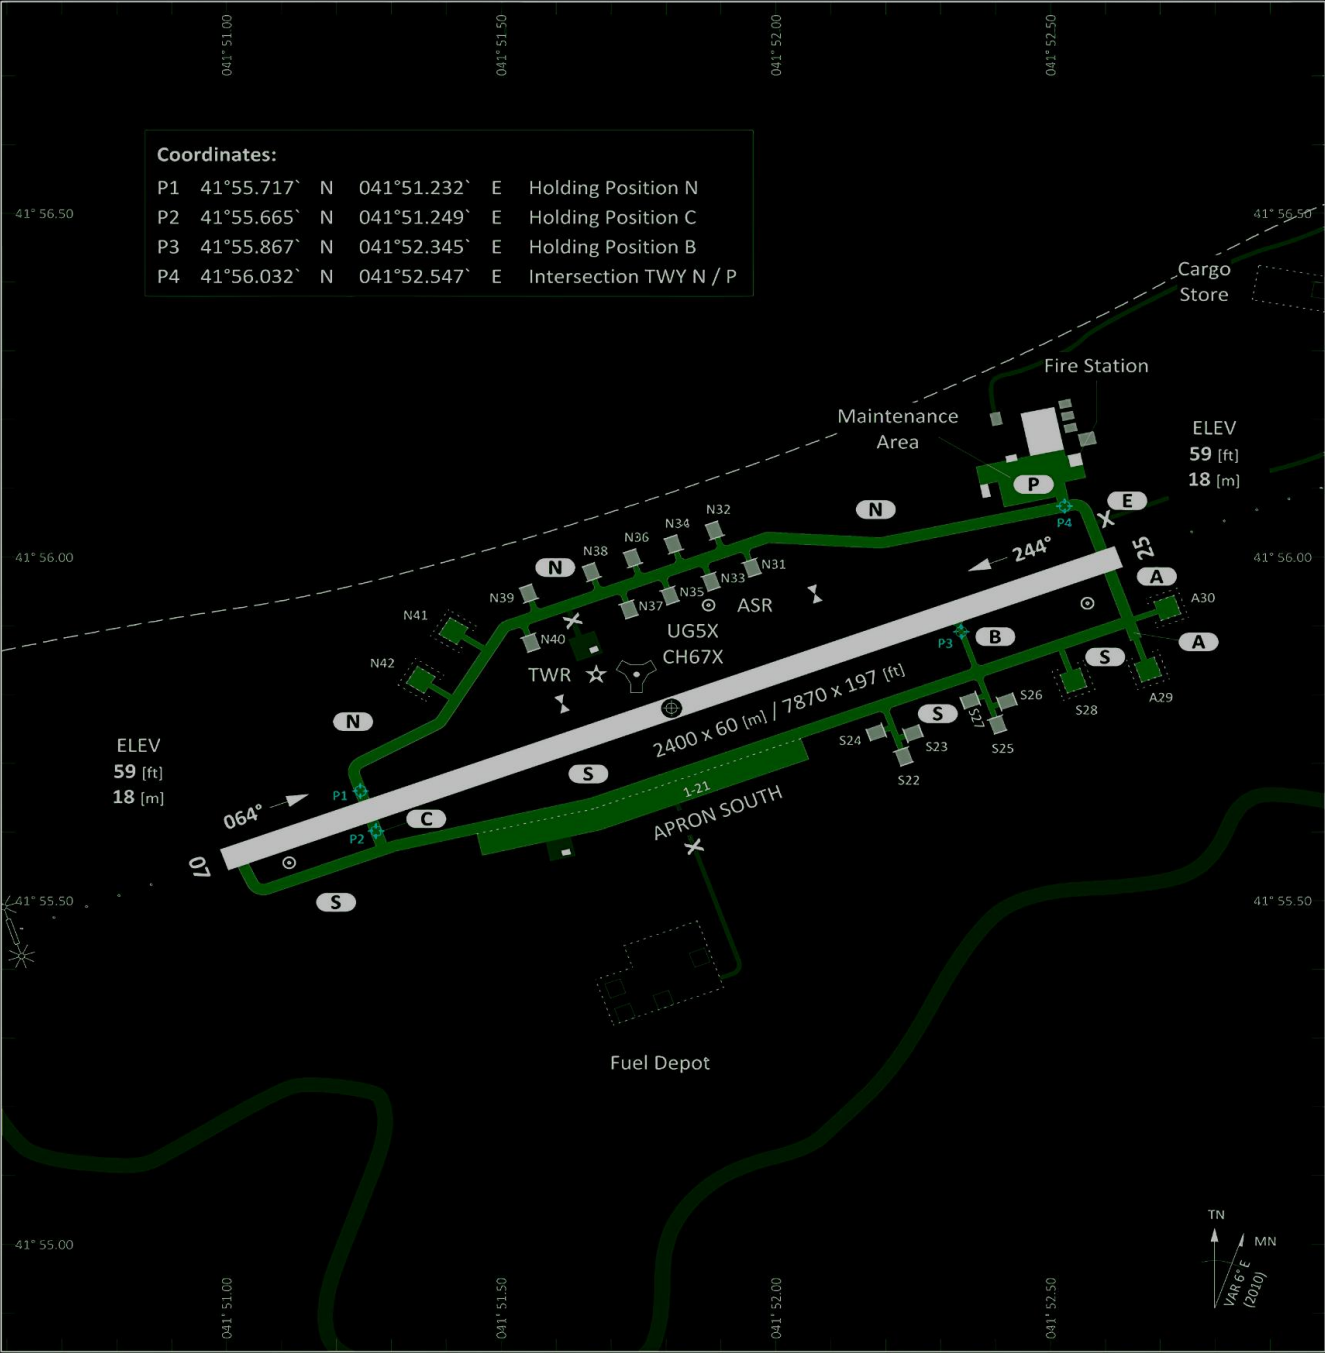 041° 51.00
041° 51.50
041° 52.00
041° 52.50
Coordinates:
P1 41°55.717` N 041°51.232` E Holding Position N
P2 41°55.665` N 041°51.249` E Holding Position C
P3 41°55.867` N 041°52.345` E Holding Position B
P4 41°56.032` N 041°52.547` E Intersection TWY N / P
41° 56.50
41° 56.50
Cargo
Store
Fire Station
Maintenance
Area
ELEV
59 [ft]
18 [m]
P
E
N
P4
N32
N34
N36
N38
N
244°
25
41° 56.00
41° 56.00
N31
N33
N35
N37
N39
N40
N41
N42
ASR
UG5X
CH67X
TWR
A
A30
B
P3
A
S
A29
S28
S26
S27
S25
S
S24
S23
S22
2400 x 60 [m] / 7870 x 197 [ft]
N
S
ELEV
59 [ft]
18 [m]
1-21
APRON SOUTH
P1
064°
C
P2
07
S
41° 55.50
41° 55.50
Fuel Depot
41° 55.00
TN
MN
VAR 6° E
(2010)
041° 51.00
041° 51.50
041° 52.00
041° 52.50